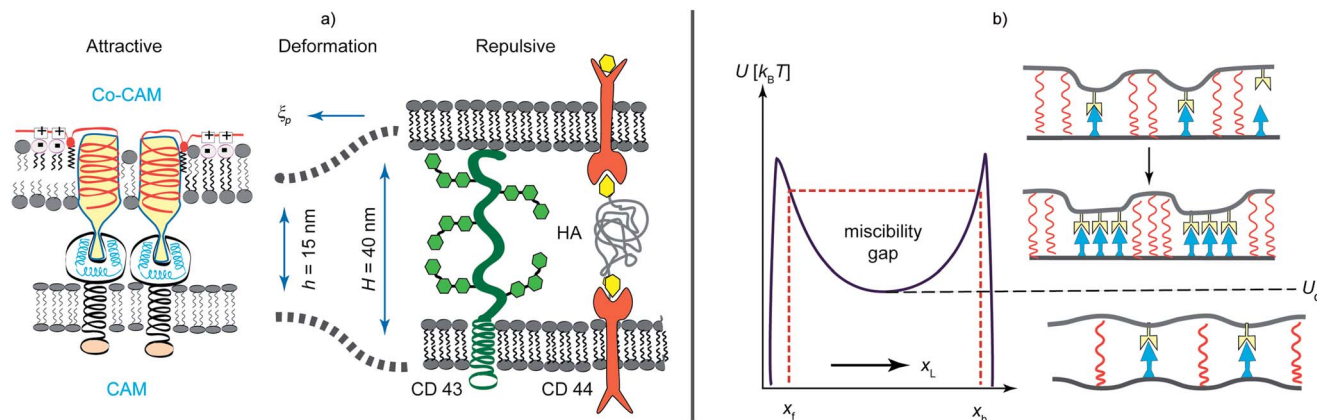 a)
Attractive
Deformation
Repulsive
Co-CAM
ξp
+ +
+ +
h = 15 nm
H = 40 nm
HA
CAM
CD 43
CD 44
b)
U [kBT]
miscibility
gap
xL
xf
xb